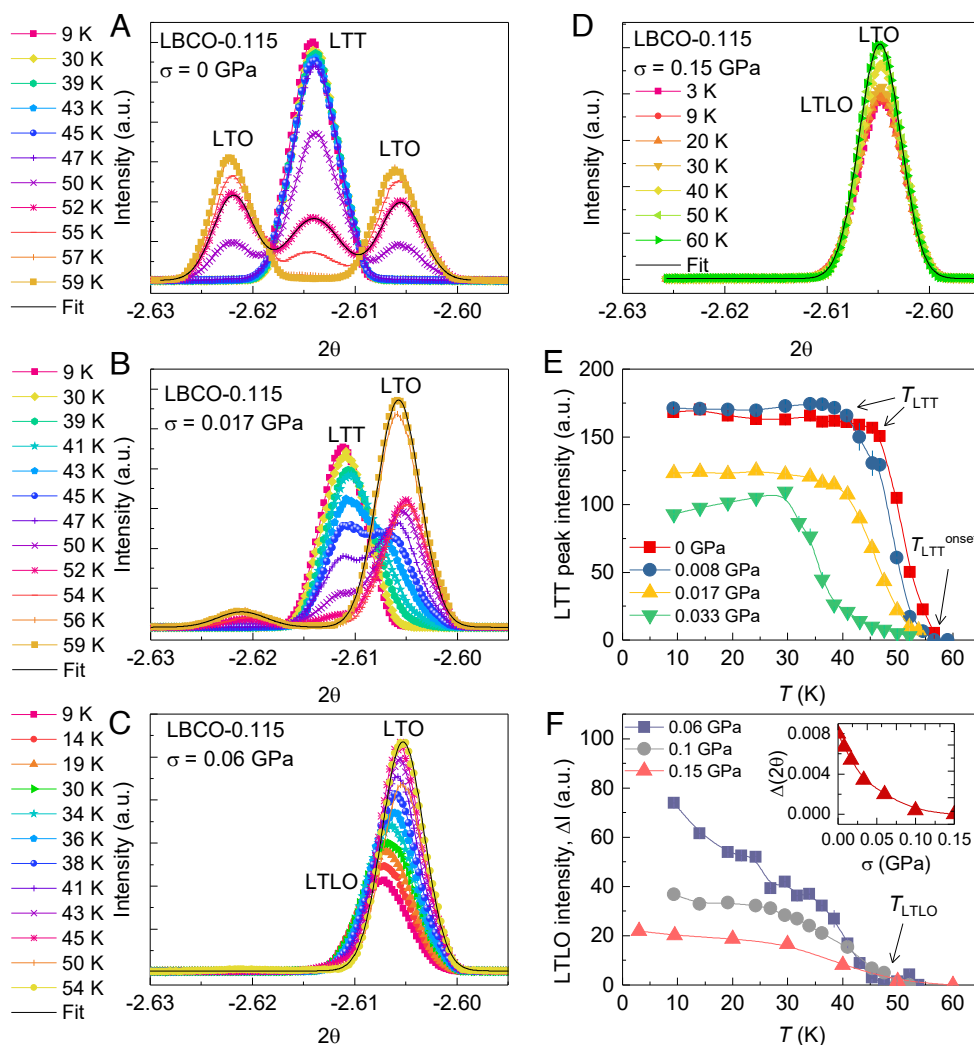 A
LBCO-0.115
σ = 0 GPa
LTT
LTO
LTO
9 K
30 K
39 K
43 K
45 K
47 K
50 K
52 K
55 K
57 K
59 K
Fit
Intensity (a.u.)
-2.63 -2.62 -2.61 -2.60
2θ
B
LBCO-0.115
σ = 0.017 GPa
LTO
LTT
9 K
30 K
39 K
41 K
43 K
45 K
47 K
50 K
52 K
54 K
56 K
59 K
Fit
Intensity (a.u.)
-2.63 -2.62 -2.61 -2.60
2θ
C
LBCO-0.115
σ = 0.06 GPa
LTO
LTLO
9 K
14 K
19 K
30 K
34 K
36 K
38 K
41 K
43 K
45 K
50 K
54 K
Fit
Intensity (a.u.)
-2.63 -2.62 -2.61 -2.60
2θ
D
LBCO-0.115
σ = 0.15 GPa
LTO
LTLO
3 K
9 K
20 K
30 K
40 K
50 K
60 K
Fit
Intensity (a.u.)
-2.63 -2.62 -2.61 -2.60
2θ
E
200
175
150
125
100
75
50
25
0
LTT peak intensity (a.u.)
T_LTT
T_LTT^onset
0 GPa
0.008 GPa
0.017 GPa
0.033 GPa
0 10 20 30 40 50 60
T (K)
F
100
80
60
40
20
0
LTLO intensity, ΔI (a.u.)
0.06 GPa
0.1 GPa
0.15 GPa
0.008
0.004
0.000
Δ(2θ)
0.00 0.05 0.10 0.15
σ (GPa)
T_LTLO
0 10 20 30 40 50 60
T (K)